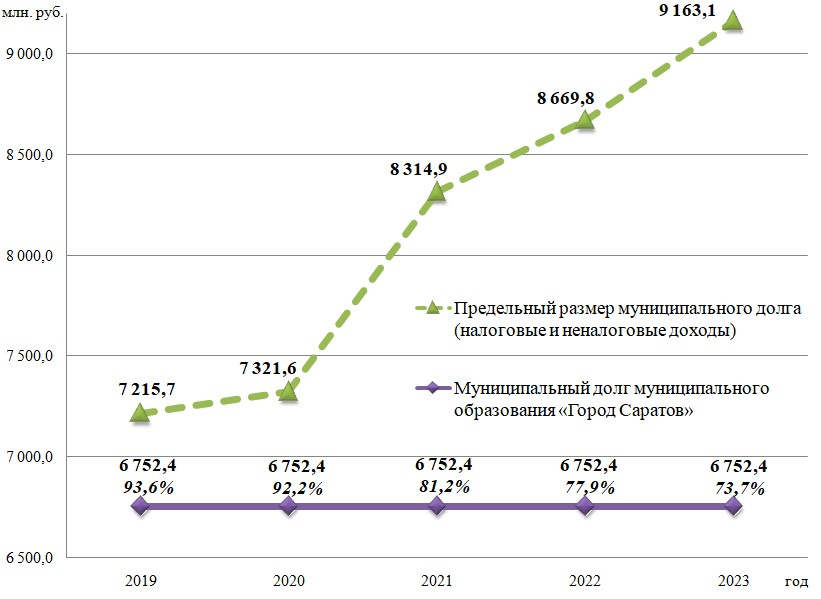 млн. руб.
9 163,1
9 000,0
8 669,8
8 500,0
8 314,9
8 000,0
Предельный размер муниципального долга
(налоговые и неналоговые доходы)
7 500,0
7 321,6
7 215,7
Муниципальный долг муниципального
образования «Город Саратов»
7 000,0
6 752,4 6 752,4 6 752,4 6 752,4 6 752,4
93,6% 92,2% 81,2% 77,9% 73,7%
6 500,0
2019 2020 2021 2022 2023 год